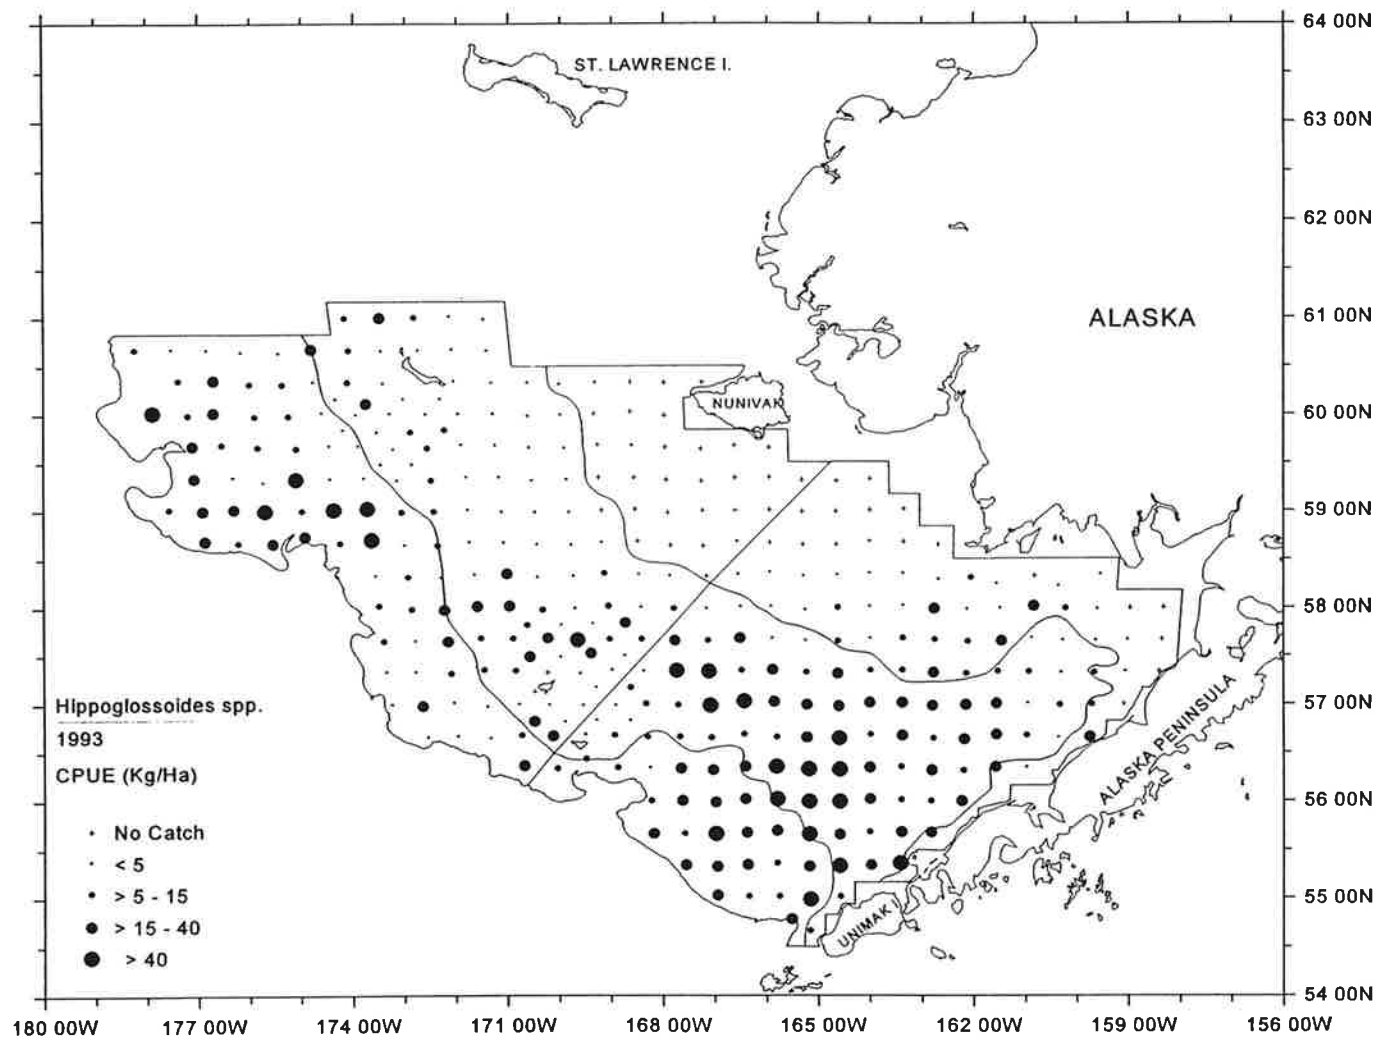 64 00N
ST. LAWRENCE I.
63 00N
62 00N
ALASKA
61 00N
NUNIVAK
60 00N
59 00N
58 00N
57 00N
Hippoglossoides spp.
1993
CPUE (Kg/Ha)
ALASKA PENINSULA
56 00N
No Catch
< 5
> 5 - 15
> 15 - 40
> 40
55 00N
UNIMAK I.
54 00N
180 00W 177 00W 174 00W 171 00W 168 00W 165 00W 162 00W 159 00W 156 00W